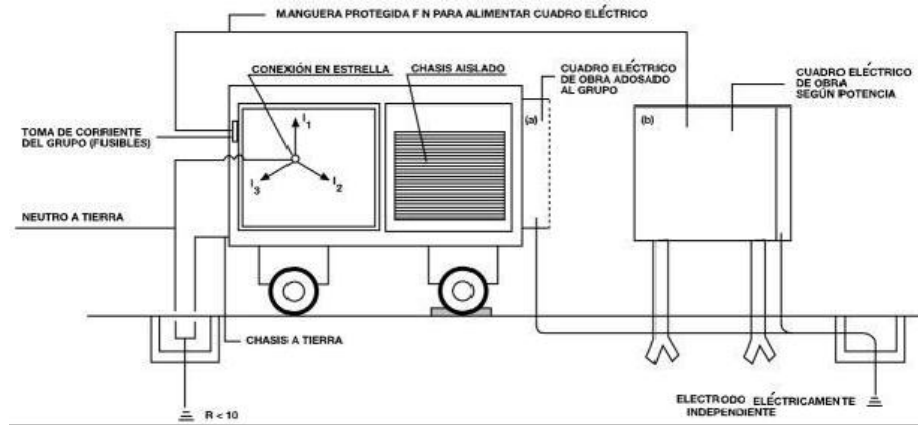 MANGUERA PROTEGIDA F N PARA ALIMENTAR CUADRO ELÉCTRICO
CONEXIÓN EN ESTRELLA
CHASIS AISLADO
CUADRO ELÉCTRICO
DE OBRA ADOSADO
AL GRUPO
CUADRO ELÉCTRICO
DE OBRA
SEGÚN POTENCIA
(a)
(b)
TOMA DE CORRIENTE
DEL GRUPO (FUSIBLES)
I1
I3
I2
NEUTRO A TIERRA
CHASIS A TIERRA
R < 10
ELECTRODO ELÉCTRICAMENTE
INDEPENDIENTE